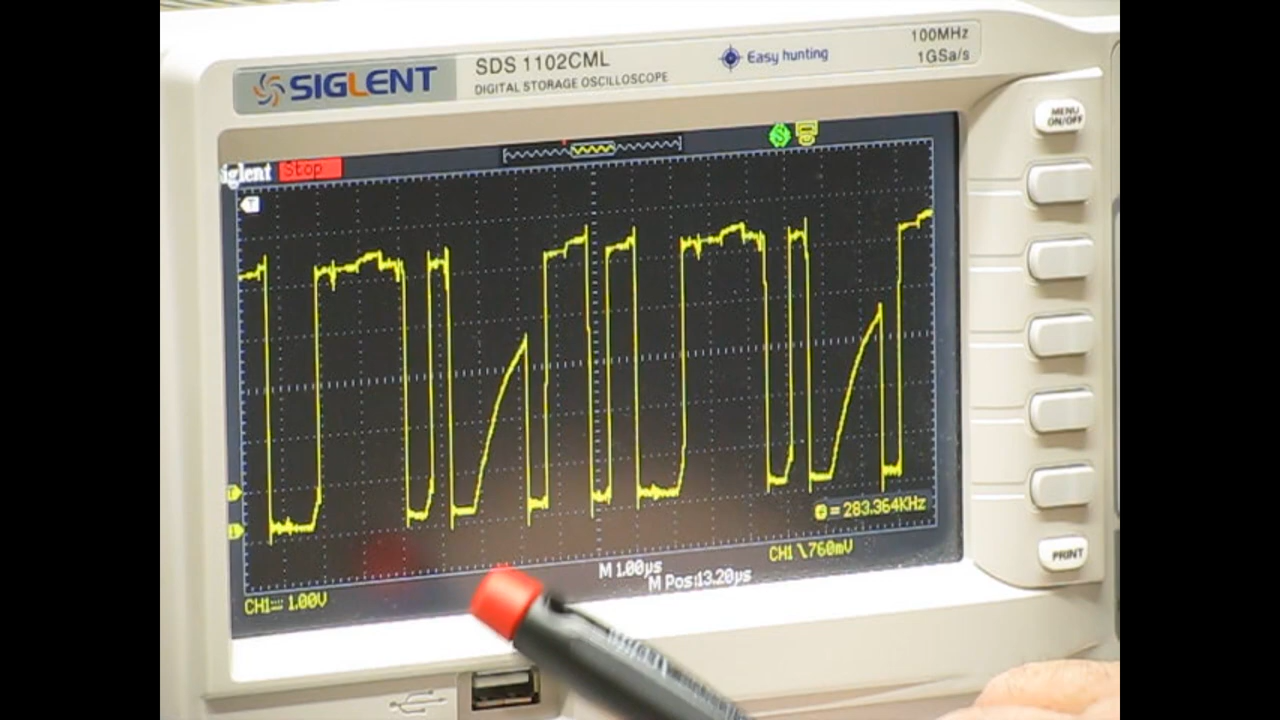 SIGLENT
SDS 1102CML
DIGITAL STORAGE OSCILLOSCOPE
Easy hunting
100MHz
1GSa/s
MENU
ON/OFF
iglent Stop
T
= 283.364KHz
CH1 1.00V
M 1.00µs
M Pos:13.20µs
CH1 \ 760mV
PRINT